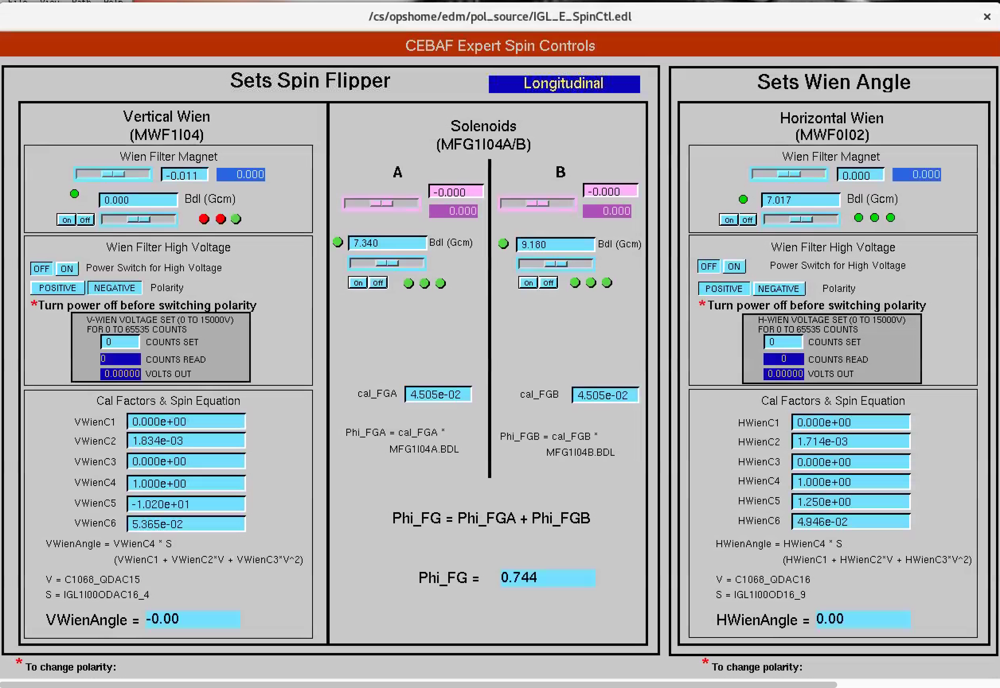 File View Path Help
/cs/opshome/edm/pol_source/IGL_E_SpinCtl.edl ×
CEBAF Expert Spin Controls
Sets Spin Flipper Longitudinal
Vertical Wien
(MWF1I04)
Wien Filter Magnet
-0.011 0.000
0.000 Bdl (Gcm)
On Off
Wien Filter High Voltage
OFF ON Power Switch for High Voltage
POSITIVE NEGATIVE Polarity
*Turn power off before switching polarity
V-WIEN VOLTAGE SET (0 TO 15000V)
FOR 0 TO 65535 COUNTS
0 COUNTS SET
0 COUNTS READ
0.00000 VOLTS OUT
Cal Factors & Spin Equation
VWienC1 0.000e+00
VWienC2 1.834e-03
VWienC3 0.000e+00
VWienC4 1.000e+00
VWienC5 -1.020e+01
VWienC6 5.365e-02
VWienAngle = VWienC4 * S
(VWienC1 + VWienC2*V + VWienC3*V^2)
V = C1068_QDAC15
S = IGL1I00ODAC16_4
VWienAngle = -0.00
Solenoids
(MFG1I04A/B)
A
-0.000
0.000
7.340 Bdl (Gcm)
On Off
cal_FGA 4.505e-02
Phi_FGA = cal_FGA *
MFG1I04A.BDL
B
-0.000
0.000
9.180 Bdl (Gcm)
On Off
cal_FGB 4.505e-02
Phi_FGB = cal_FGB *
MFG1I04B.BDL
Phi_FG = Phi_FGA + Phi_FGB
Phi_FG = 0.744
Sets Wien Angle
Horizontal Wien
(MWF0I02)
Wien Filter Magnet
0.000 0.000
7.017 Bdl (Gcm)
On Off
Wien Filter High Voltage
OFF ON Power Switch for High Voltage
POSITIVE NEGATIVE Polarity
*Turn power off before switching polarity
H-WIEN VOLTAGE SET (0 TO 15000V)
FOR 0 TO 65535 COUNTS
0 COUNTS SET
0 COUNTS READ
0.00000 VOLTS OUT
Cal Factors & Spin Equation
HWienC1 0.000e+00
HWienC2 1.714e-03
HWienC3 0.000e+00
HWienC4 1.000e+00
HWienC5 1.250e+00
HWienC6 4.946e-02
HWienAngle = HWienC4 * S
(HWienC1 + HWienC2*V + HWienC3*V^2)
V = C1068_QDAC16
S = IGL1I00OD16_9
HWienAngle = 0.00
* To change polarity:
* To change polarity: